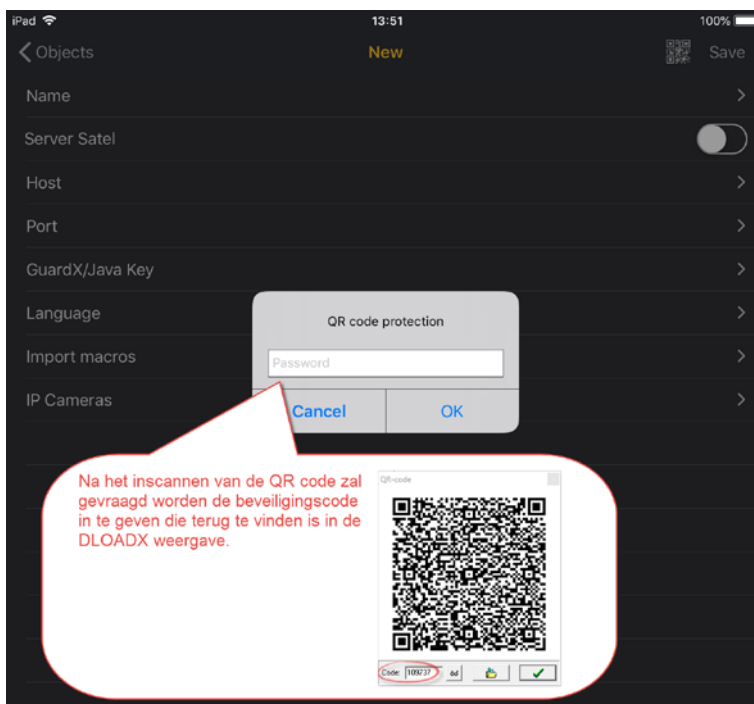 iPad 13:51 100%
Objects New Save
Name
Server Satel
Host
Port
GuardX/Java Key
Language
Import macros
IP Cameras
QR code protection
Password
Cancel OK
Na het inscannen van de QR code zal
gevraagd worden de beveiligingscode
in te geven die terug te vinden is in de
DLOADX weergave.
QR-code
Code: 109737